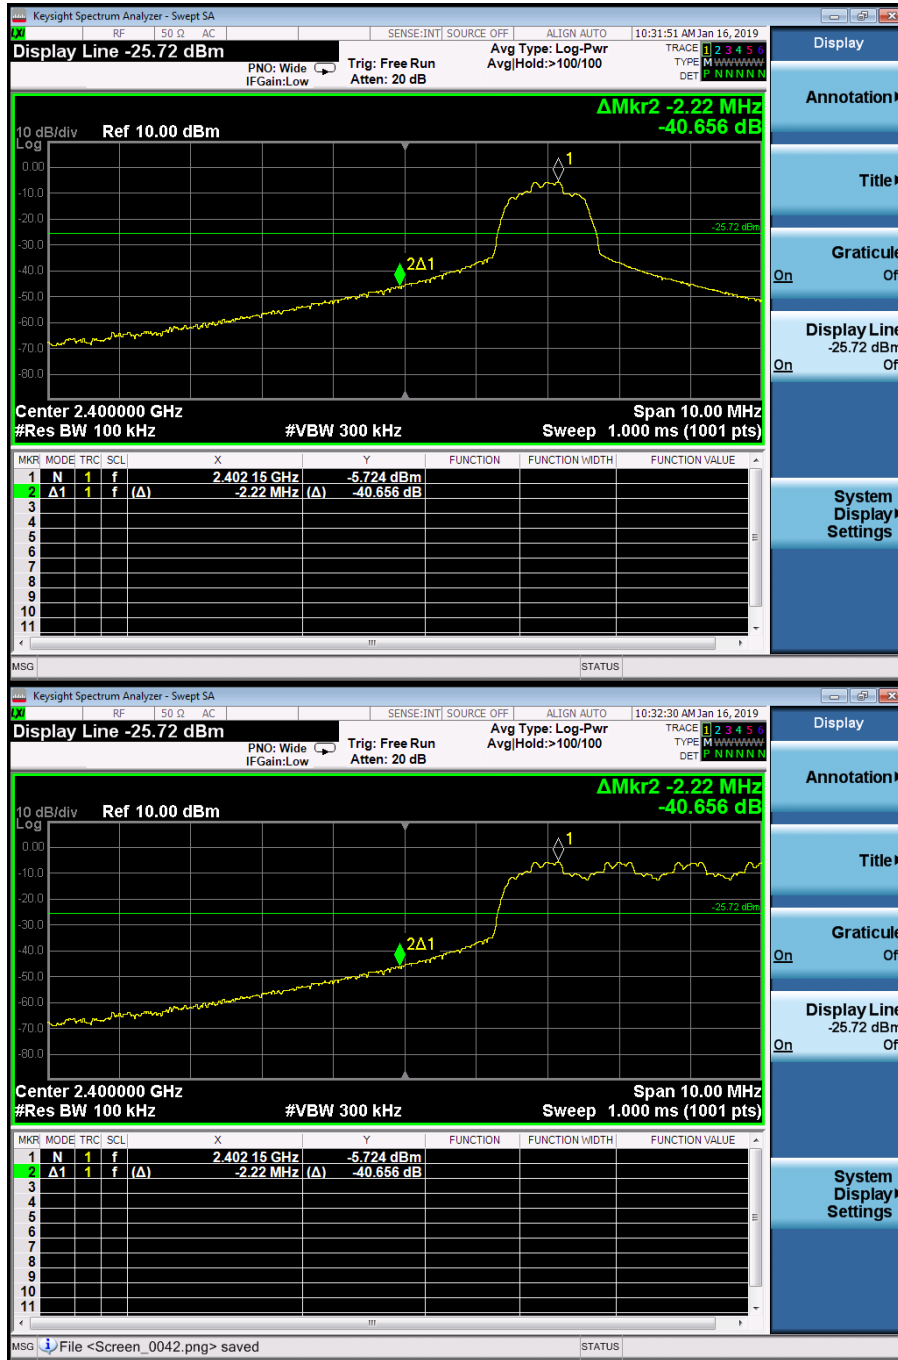 Keysight Spectrum Analyzer - Swept SA
LXI RF 50 Ω AC SENSE:INT SOURCE OFF ALIGN AUTO 10:31:51 AM Jan 16, 2019
Display Line -25.72 dBm
PNO: Wide
IFGain:Low
Trig: Free Run
Atten: 20 dB
Avg Type: Log-Pwr
Avg|Hold:>100/100
TRACE 1 2 3 4 5 6
TYPE M WWWWW
DET P N N N N N
ΔMkr2 -2.22 MHz
-40.656 dB
10 dB/div Ref 10.00 dBm
Log
0.00
-10.0
-20.0
-30.0
-40.0
-50.0
-60.0
-70.0
-80.0
1
-25.72 dBm
2Δ1
Center 2.400000 GHz Span 10.00 MHz
#Res BW 100 kHz #VBW 300 kHz Sweep 1.000 ms (1001 pts)
MKR MODE TRC SCL X Y FUNCTION FUNCTION WIDTH FUNCTION VALUE
1 N 1 f 2.402 15 GHz -5.724 dBm
2 Δ1 1 f (Δ) -2.22 MHz (Δ) -40.656 dB
3
4
5
6
7
8
9
10
11
MSG STATUS
Display
Annotation
Title
Graticule
On Of
Display Line
-25.72 dBm
On Of
System
Display
Settings
Keysight Spectrum Analyzer - Swept SA
LXI RF 50 Ω AC SENSE:INT SOURCE OFF ALIGN AUTO 10:32:30 AM Jan 16, 2019
Display Line -25.72 dBm
PNO: Wide
IFGain:Low
Trig: Free Run
Atten: 20 dB
Avg Type: Log-Pwr
Avg|Hold:>100/100
TRACE 1 2 3 4 5 6
TYPE M WWWWW
DET P N N N N N
ΔMkr2 -2.22 MHz
-40.656 dB
10 dB/div Ref 10.00 dBm
Log
0.00
-10.0
-20.0
-30.0
-40.0
-50.0
-60.0
-70.0
-80.0
1
-25.72 dBm
2Δ1
Center 2.400000 GHz Span 10.00 MHz
#Res BW 100 kHz #VBW 300 kHz Sweep 1.000 ms (1001 pts)
MKR MODE TRC SCL X Y FUNCTION FUNCTION WIDTH FUNCTION VALUE
1 N 1 f 2.402 15 GHz -5.724 dBm
2 Δ1 1 f (Δ) -2.22 MHz (Δ) -40.656 dB
3
4
5
6
7
8
9
10
11
MSG File <Screen_0042.png> saved STATUS
Display
Annotation
Title
Graticule
On Of
Display Line
-25.72 dBm
On Of
System
Display
Settings